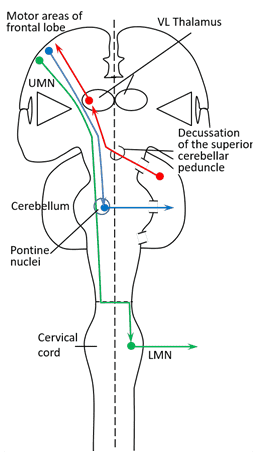 Motor areas of
frontal lobe
VL Thalamus
UMN
Decussation
of the superior
cerebellar
peduncle
Cerebellum
Pontine
nuclei
Cervical
cord
LMN